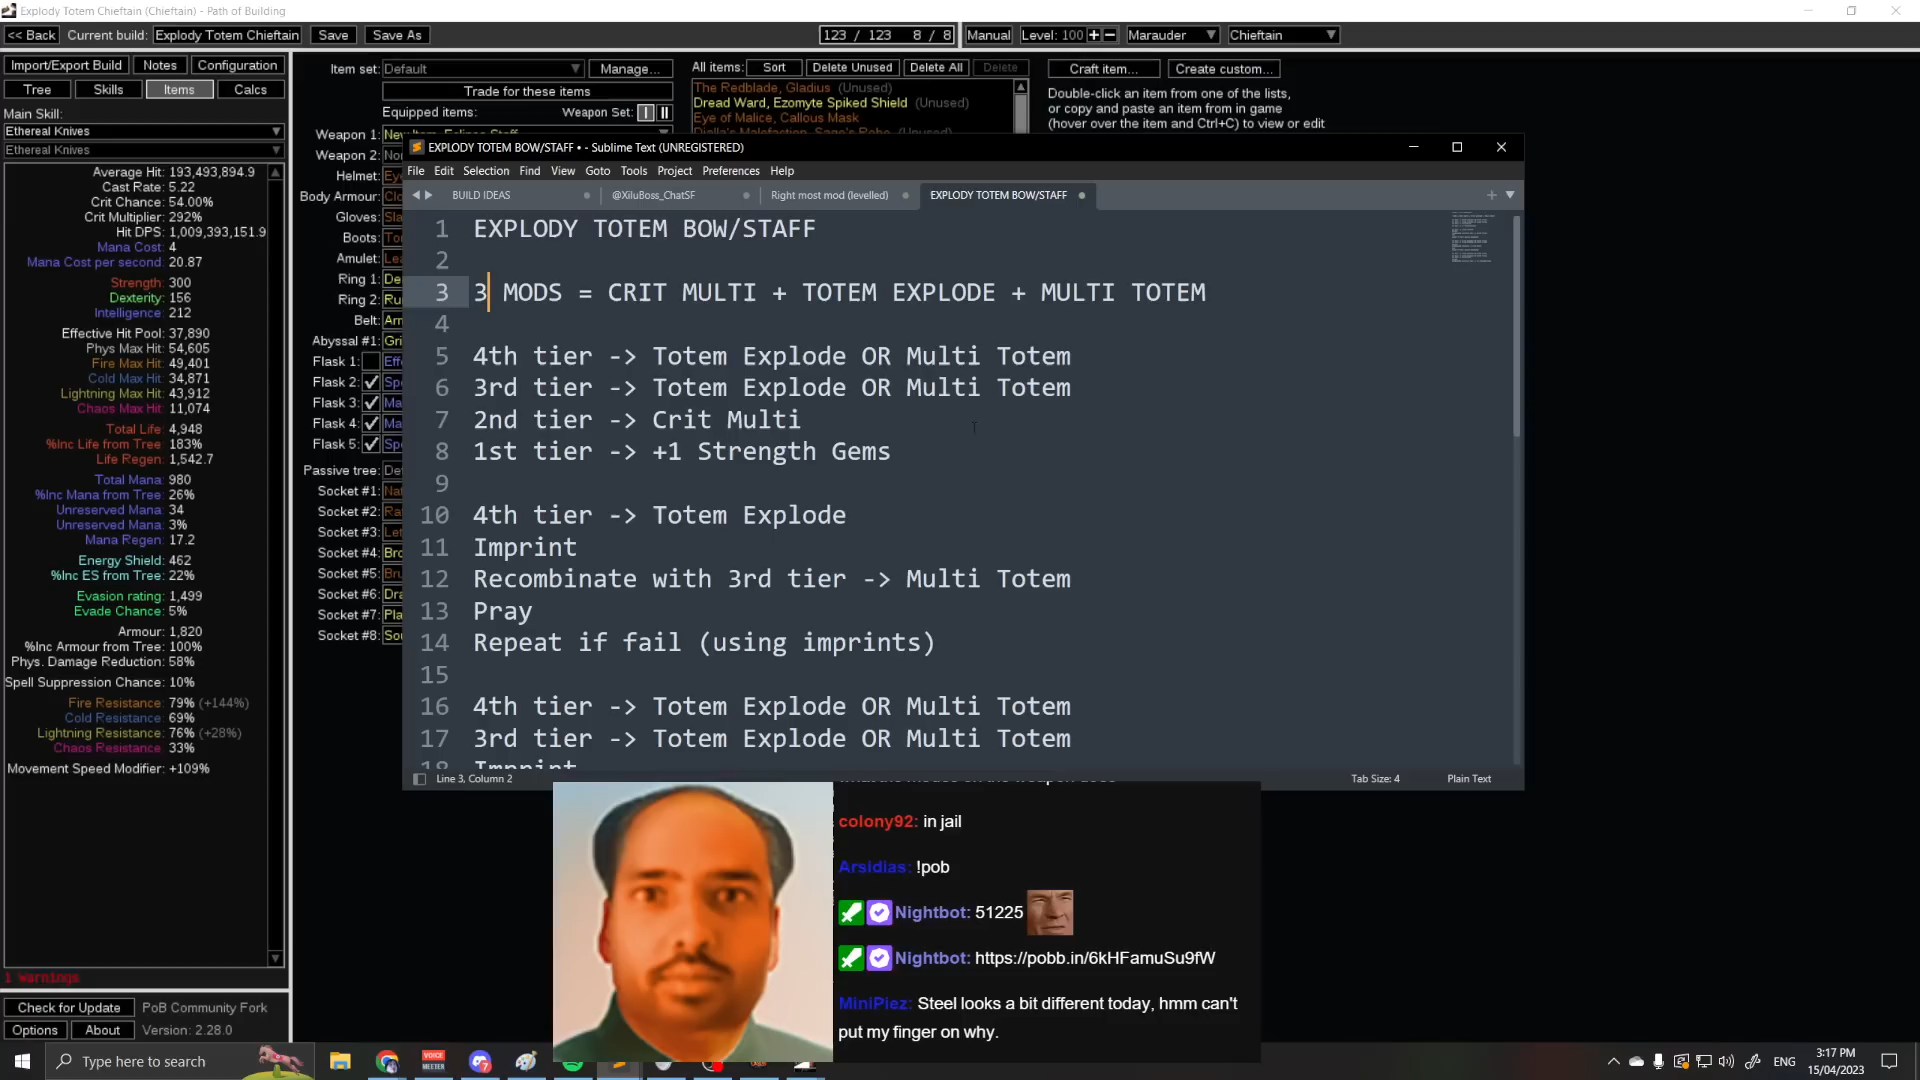 Explody Totem Chieftain (Chieftain) - Path of Building
<< Back Current build: Explody Totem Chieftain Save Save As 123 / 123 8 / 8 Manual Level: 100 + − Marauder Chieftain
Import/Export Build Notes Configuration
Tree Skills Items Calcs
Main Skill:
Ethereal Knives
Ethereal Knives
Average Hit: 193,493,894.9
Cast Rate: 5.22
Crit Chance: 54.00%
Crit Multiplier: 292%
Hit DPS: 1,009,393,151.9
Mana Cost: 4
Mana Cost per second: 20.87
Strength: 300
Dexterity: 156
Intelligence: 212
Effective Hit Pool: 37,890
Phys Max Hit: 54,605
Fire Max Hit: 49,401
Cold Max Hit: 34,871
Lightning Max Hit: 43,912
Chaos Max Hit: 11,074
Total Life: 4,948
%Inc Life from Tree: 183%
Life Regen: 1,542.7
Total Mana: 980
%Inc Mana from Tree: 26%
Unreserved Mana: 34
Unreserved Mana: 3%
Mana Regen: 17.2
Energy Shield: 462
%Inc ES from Tree: 22%
Evasion rating: 1,499
Evade Chance: 5%
Armour: 1,820
%Inc Armour from Tree: 100%
Phys. Damage Reduction: 58%
Spell Suppression Chance: 10%
Fire Resistance: 79% (+144%)
Cold Resistance: 69%
Lightning Resistance: 76% (+28%)
Chaos Resistance: 33%
Movement Speed Modifier: +109%
1 Warnings
Check for Update PoB Community Fork
Options About Version: 2.28.0
Item set: Default Manage...
Trade for these items
Equipped items: Weapon Set: I II
Weapon 1:
Weapon 2:
Helmet:
Body Armour:
Gloves:
Boots:
Amulet:
Ring 1:
Ring 2:
Belt:
Abyssal #1:
Flask 1:
Flask 2:
Flask 3:
Flask 4:
Flask 5:
Passive tree:
Socket #1:
Socket #2:
Socket #3:
Socket #4:
Socket #5:
Socket #6:
Socket #7:
Socket #8:
All items: Sort Delete Unused Delete All Delete
The Redblade, Gladius (Unused)
Dread Ward, Ezomyte Spiked Shield (Unused)
Eye of Malice, Callous Mask
Craft item... Create custom...
Double-click an item from one of the lists,
or copy and paste an item from in game
(hover over the item and Ctrl+C) to view or edit
EXPLODY TOTEM BOW/STAFF • - Sublime Text (UNREGISTERED)
File Edit Selection Find View Goto Tools Project Preferences Help
BUILD IDEAS @XiluBoss_ChatSF Right most mod (levelled) EXPLODY TOTEM BOW/STAFF
1 EXPLODY TOTEM BOW/STAFF
2
3 3 MODS = CRIT MULTI + TOTEM EXPLODE + MULTI TOTEM
4
5 4th tier -> Totem Explode OR Multi Totem
6 3rd tier -> Totem Explode OR Multi Totem
7 2nd tier -> Crit Multi
8 1st tier -> +1 Strength Gems
9
10 4th tier -> Totem Explode
11 Imprint
12 Recombinate with 3rd tier -> Multi Totem
13 Pray
14 Repeat if fail (using imprints)
15
16 4th tier -> Totem Explode OR Multi Totem
17 3rd tier -> Totem Explode OR Multi Totem
18 Imprint
Line 3, Column 2 Tab Size: 4 Plain Text
colony92: in jail
Arsidias: !pob
Nightbot: 51225
Nightbot: https://pobb.in/6kHFamuSu9fW
MiniPiez: Steel looks a bit different today, hmm can't
put my finger on why.
Type here to search
ENG
3:17 PM
15/04/2023